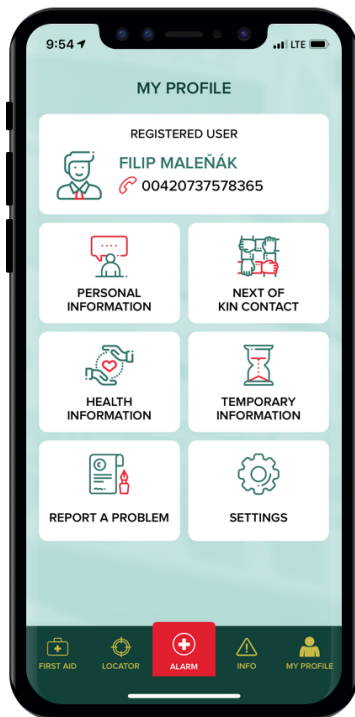 9:54
LTE
MY PROFILE
REGISTERED USER
FILIP MALEŇÁK
00420737578365
PERSONAL
INFORMATION
NEXT OF
KIN CONTACT
HEALTH
INFORMATION
TEMPORARY
INFORMATION
REPORT A PROBLEM
SETTINGS
FIRST AID
LOCATOR
ALARM
INFO
MY PROFILE